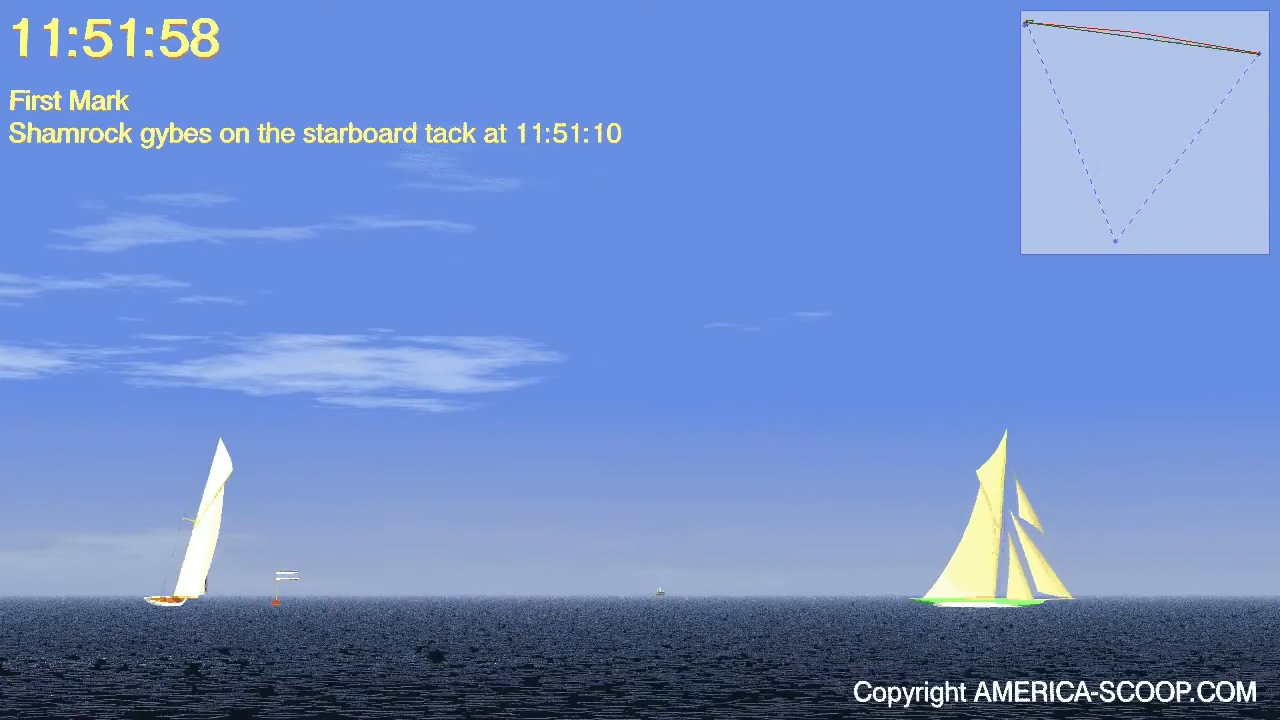 11:51:58
First Mark
Shamrock gybes on the starboard tack at 11:51:10
Copyright AMERICA-SCOOP.COM